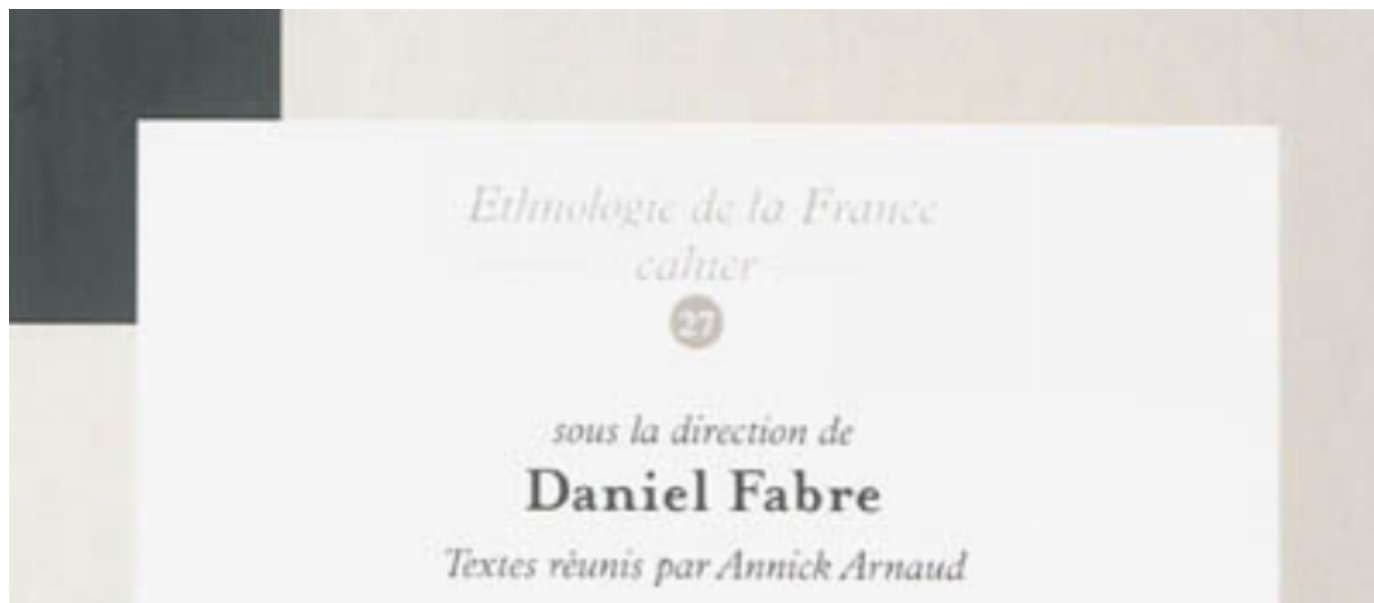 Ethnologie de la France
cahier
27
sous la direction de
Daniel Fabre
Textes réunis par Annick Arnaud